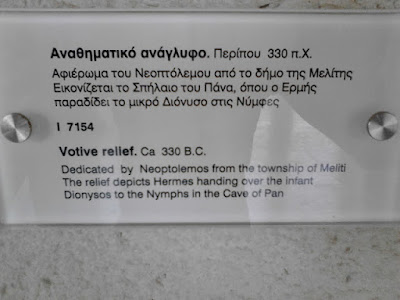 Αναθηματικό ανάγλυφο. Περίπου 330 π.Χ.
Αφιέρωμα του Νεοπτόλεμου από το δήμο της Μελίτης
Εικονίζεται το Σπήλαιο του Πάνα, όπου ο Ερμής
παραδίδει το μικρό Διόνυσο στις Νύμφες
Ι 7154
Votive relief. Ca 330 B.C.
Dedicated by Neoptolemos from the township of Meliti
The relief depicts Hermes handing over the infant
Dionysos to the Nymphs in the Cave of Pan